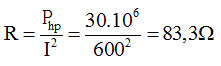 R = P_hp / I² = 30.10⁶ / 600² = 83,3Ω